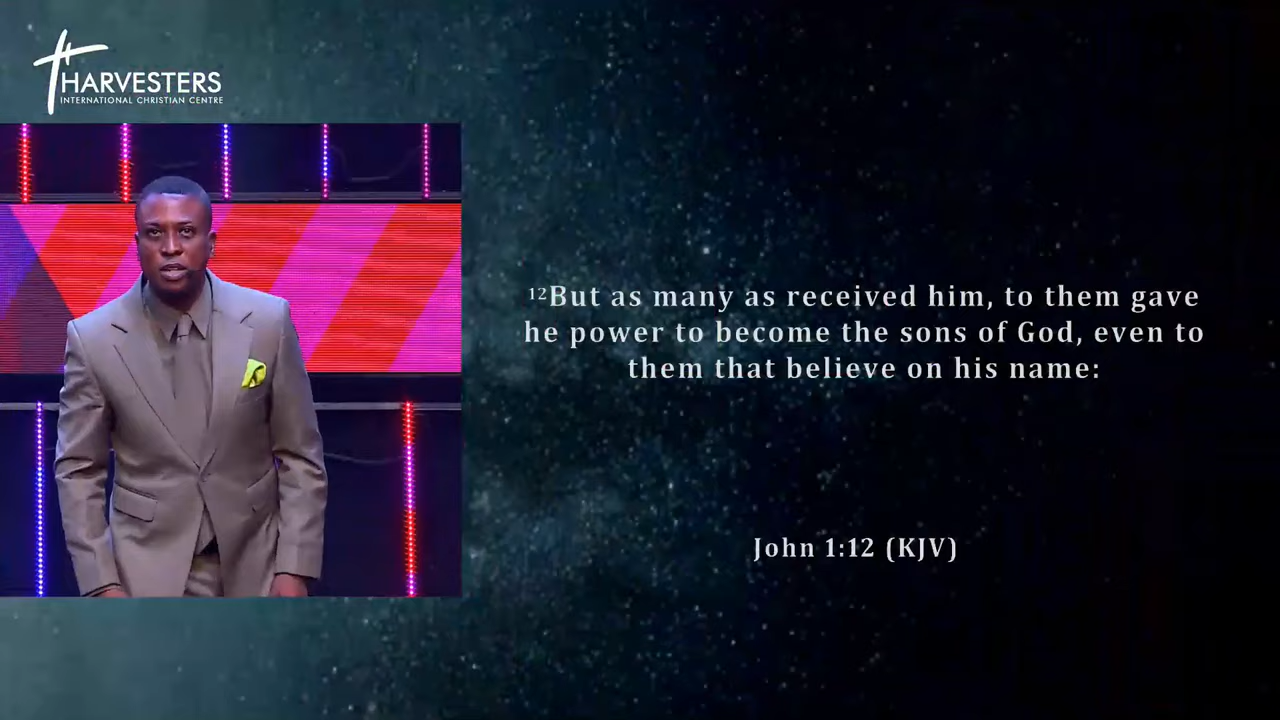 HARVESTERS
INTERNATIONAL CHRISTIAN CENTRE
12But as many as received him, to them gave
he power to become the sons of God, even to
them that believe on his name:
John 1:12 (KJV)